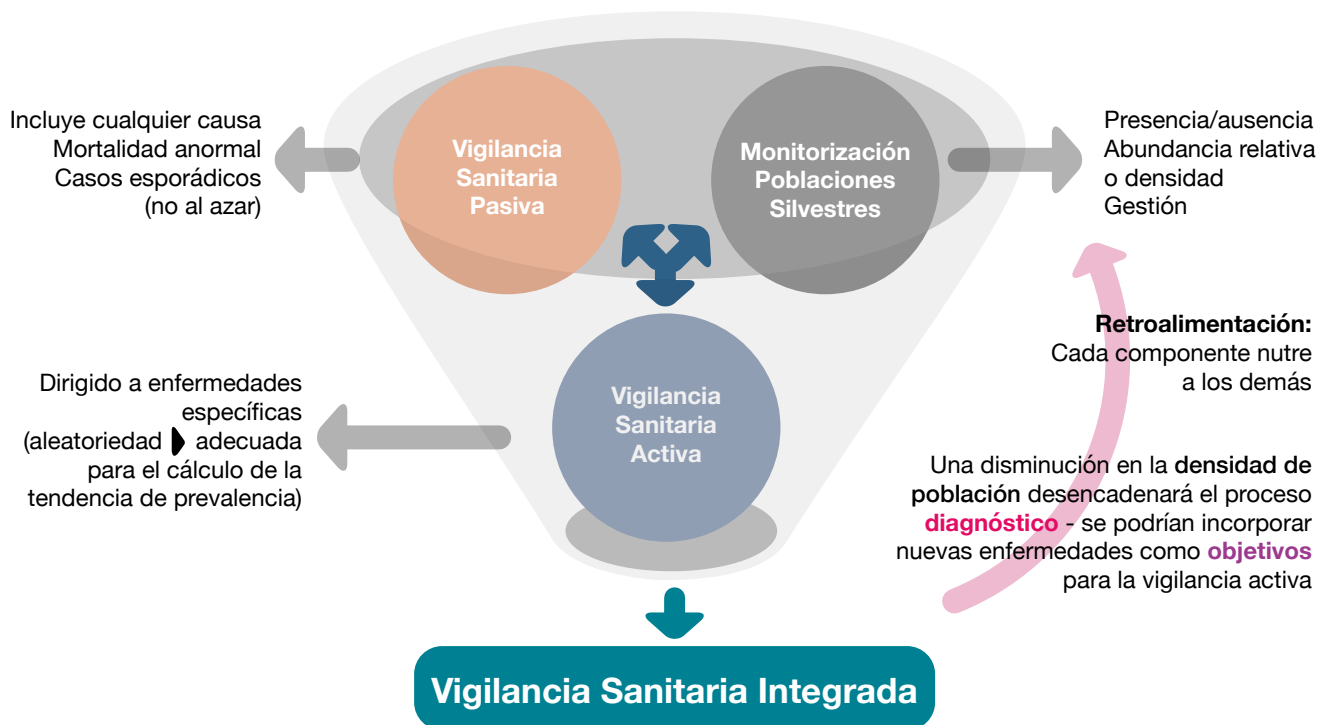 Incluye cualquier causa
Mortalidad anormal
Casos esporádicos
(no al azar)
Vigilancia
Sanitaria
Pasiva
Monitorización
Poblaciones
Silvestres
Presencia/ausencia
Abundancia relativa
o densidad
Gestión
Retroalimentación:
Cada componente nutre
a los demás
Dirigido a enfermedades
específicas
(aleatoriedad adecuada
para el cálculo de la
tendencia de prevalencia)
Vigilancia
Sanitaria
Activa
Una disminución en la densidad de
población desencadenará el proceso
diagnóstico - se podrían incorporar
nuevas enfermedades como objetivos
para la vigilancia activa
Vigilancia Sanitaria Integrada